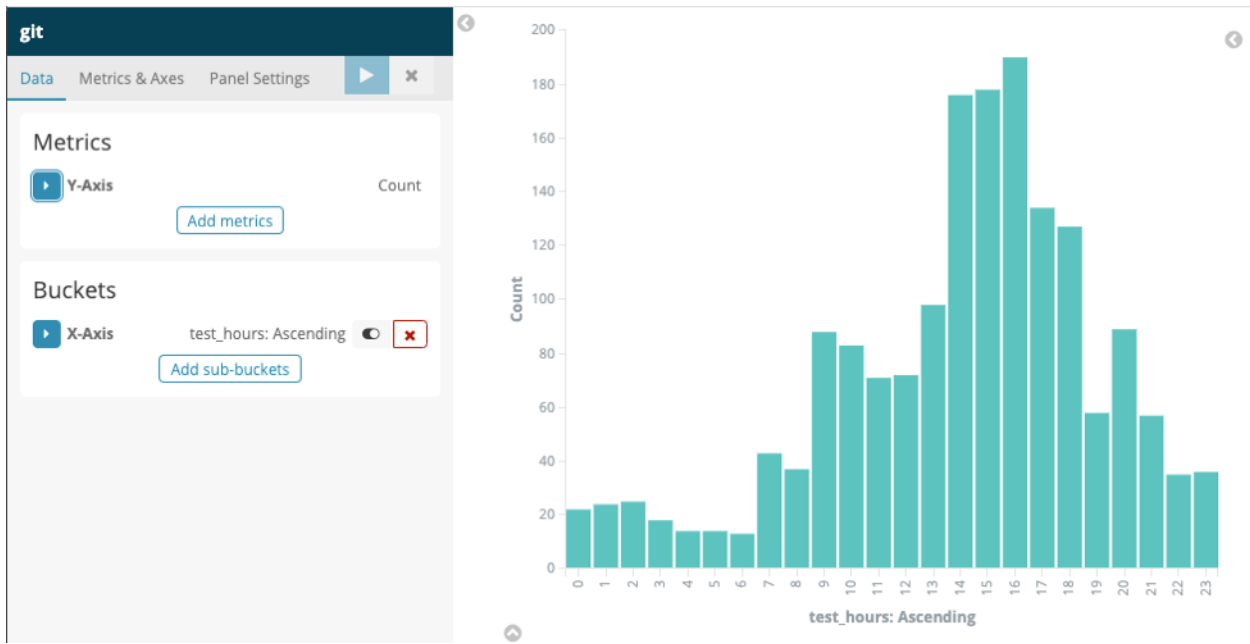 git
Data Metrics & Axes Panel Settings
Metrics
Y-Axis Count
Add metrics
Buckets
X-Axis test_hours: Ascending
Add sub-buckets
200
180
160
140
120
100
80
60
40
20
0
Count
0 1 2 3 4 5 6 7 8 9 10 11 12 13 14 15 16 17 18 19 20 21 22 23
test_hours: Ascending